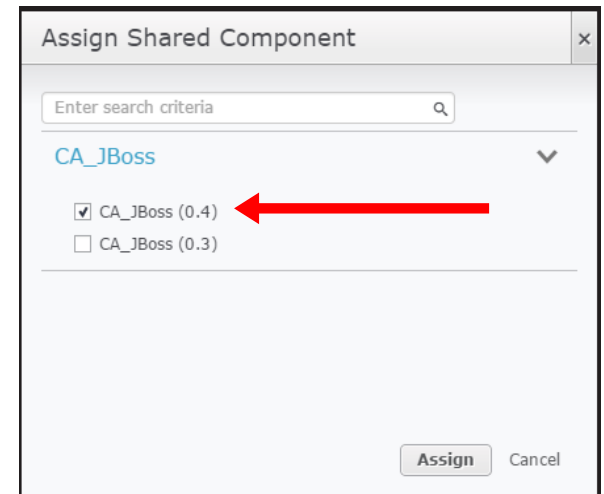 Assign Shared Component
Enter search criteria
CA_JBoss
CA_JBoss (0.4)
CA_JBoss (0.3)
Assign Cancel